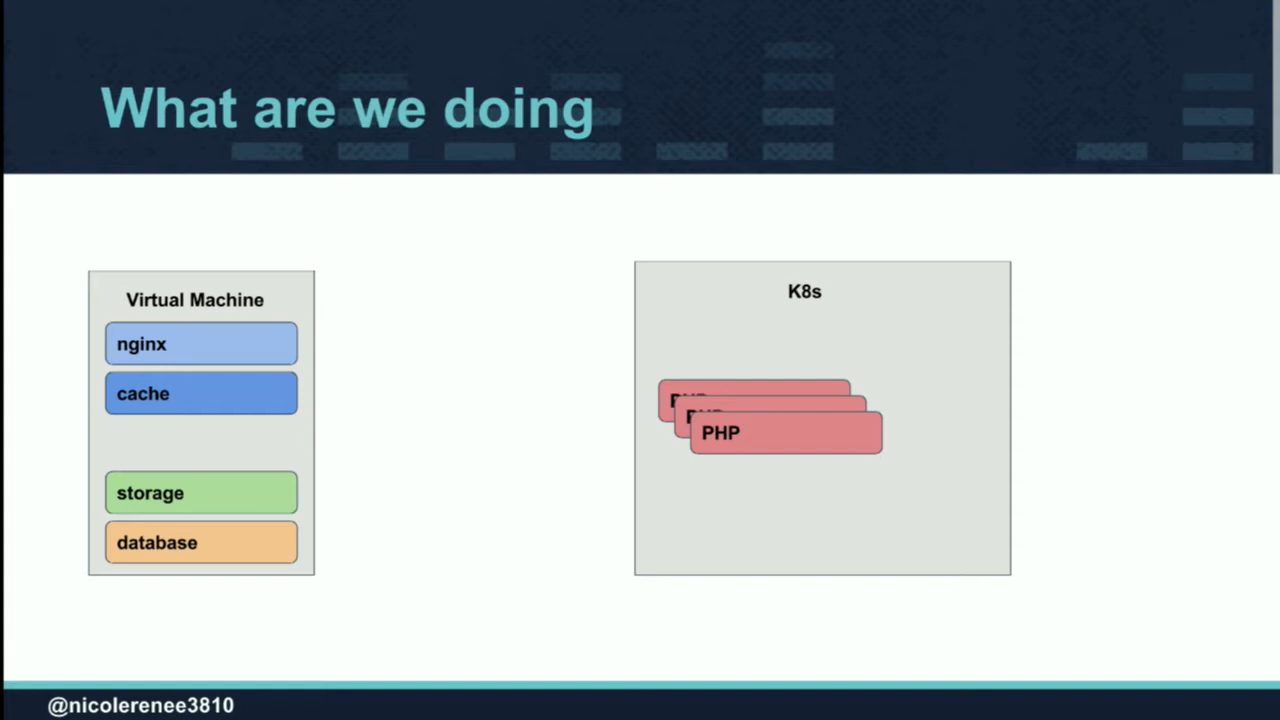 What are we doing
Virtual Machine
nginx
cache
storage
database
K8s
PHP
PHP
PHP
@nicolerenee3810